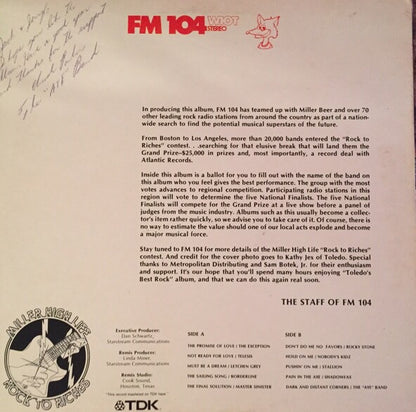 FM 104 WIOT
STEREO
the "AIR Band
In producing this album, FM 104 has teamed up with Miller Beer and over 70
other leading rock radio stations from around the country as part of a nation-
wide search to find the potential musical superstars of the future.
From Boston to Los Angeles, more than 20,000 bands entered the "Rock to
Riches" contest. . .searching for that elusive break that will land them the
Grand Prize–$25,000 in prizes and, most importantly, a record deal with
Atlantic Records.
Inside this album is a ballot for you to fill out with the name of the band on
this album who you feel gives the best performance. The group with the most
votes advances to regional competition. Participating radio stations in this
region will vote to determine the five National Finalists. The five National
Finalists will compete for the Grand Prize at a live show before a panel of
judges from the music industry. Albums such as this usually become a collec-
tor's item rather quickly, so we advise you to take care of it. Of course, there is
no way to estimate the value should one of our local acts explode and become
a major musical force.
Stay tuned to FM 104 for more details of the Miller High Life "Rock to Riches"
contest. And credit for the cover photo goes to Kathy Jes of Toledo. Special
thanks to Metropolitan Distributing and Sam Botek, Jr. for their enthusiasm
and support. It's our hope that you'll spend many hours enjoying "Toledo's
Best Rock" album, and that we can do this again real soon.
THE STAFF OF FM 104
MILLER HIGH LIFE
ROCK TO RICHES
Executive Producer:
Dan Schwartz,
Starstream Communications
Remix Producer:
Linda Miner,
Starstream Communications
Remix Studio:
Cook Sound,
Houston, Texas
*This record mastered on TDK tape
TDK
SIDE A
THE PROMISE OF LOVE / THE EXCEPTION
NOT READY FOR LOVE / TELESIS
MUST BE A DREAM / LETCHEN GREY
THE SAILING SONG / BORDERLINE
THE FINAL SOLUTION / MASTER SINISTER
SIDE B
DON'T DO ME NO FAVORS / ROCKY STONE
HOLD ON ME / NOBODY'S KIDZ
PUSHIN' ON ME / STALLION
PAIN IN THE ARM / SHADOWFAX
DARK AND DISTANT CORNERS / THE "AYE" BAND